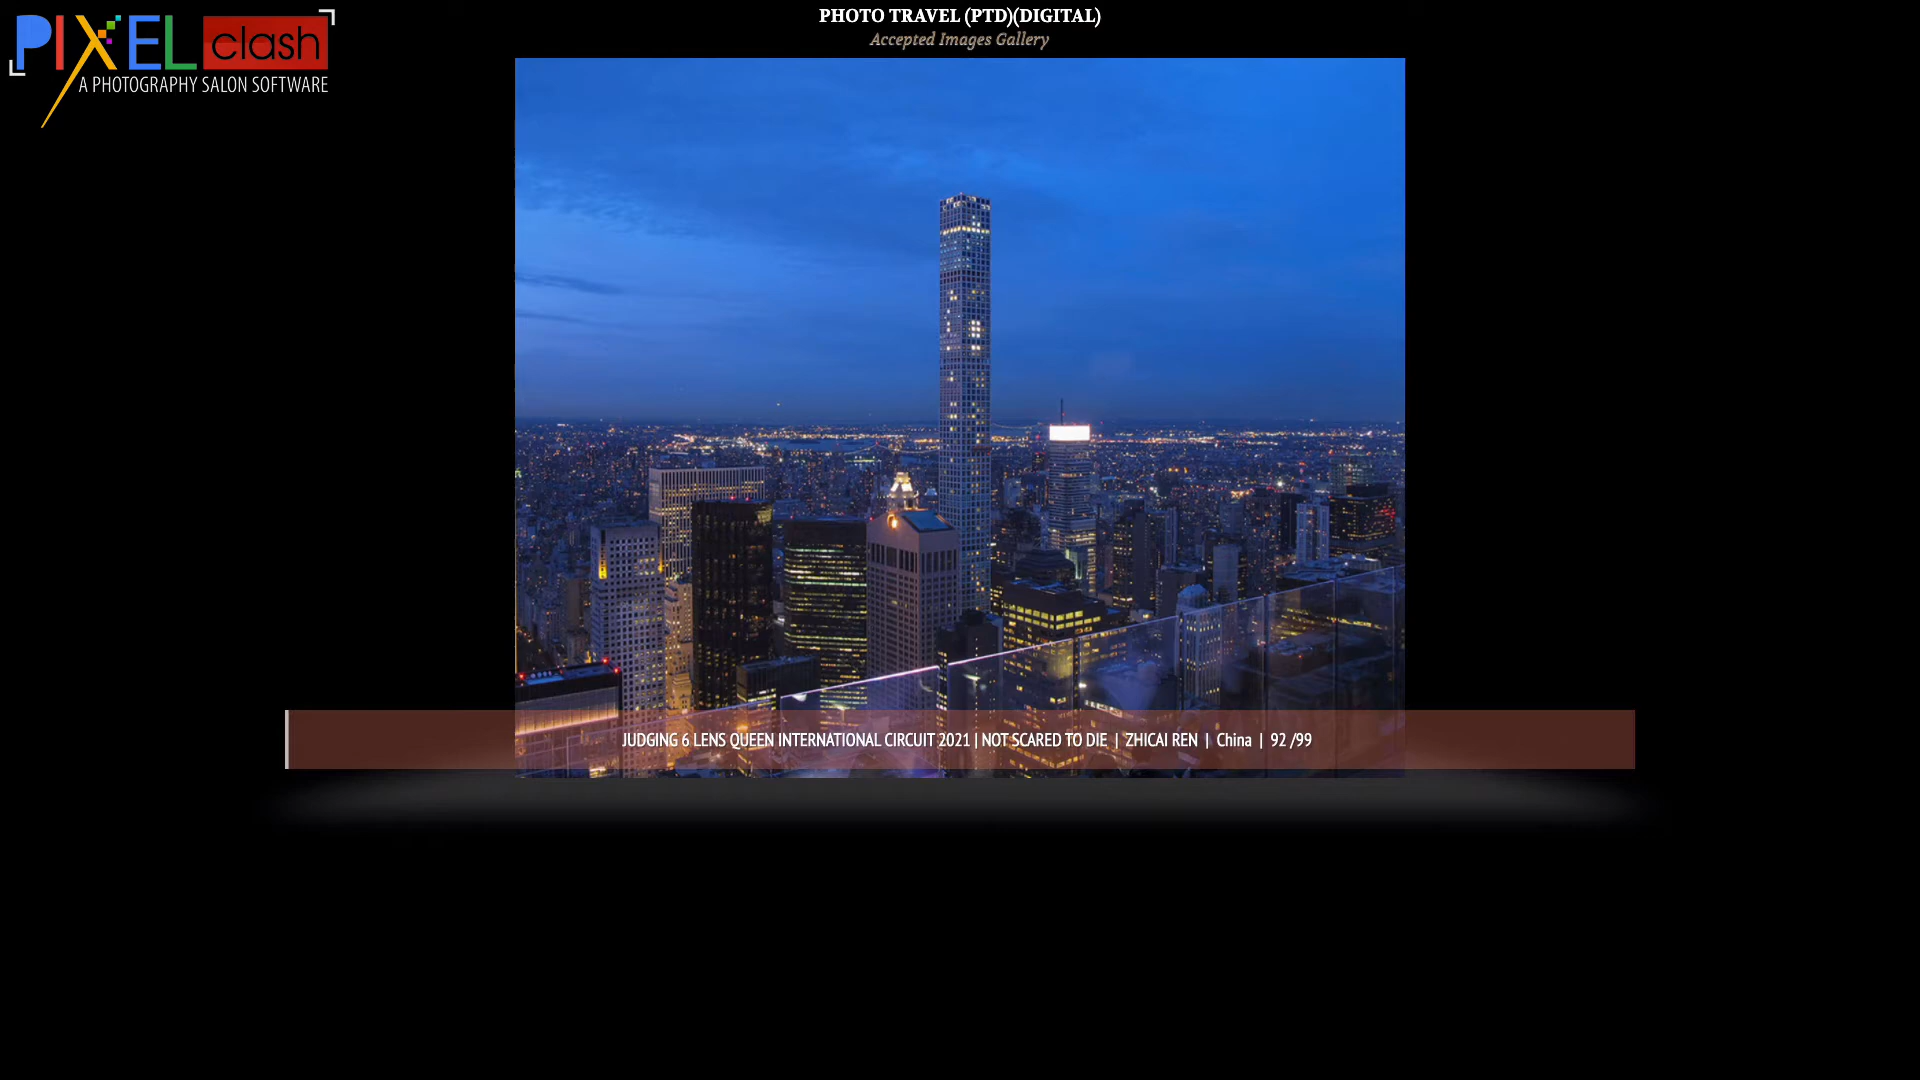 PIXEL clash
A PHOTOGRAPHY SALON SOFTWARE
PHOTO TRAVEL (PTD)(DIGITAL)
Accepted Images Gallery
JUDGING 6 LENS QUEEN INTERNATIONAL CIRCUIT 2021 | NOT SCARED TO DIE | ZHICAI REN | China | 92 /99